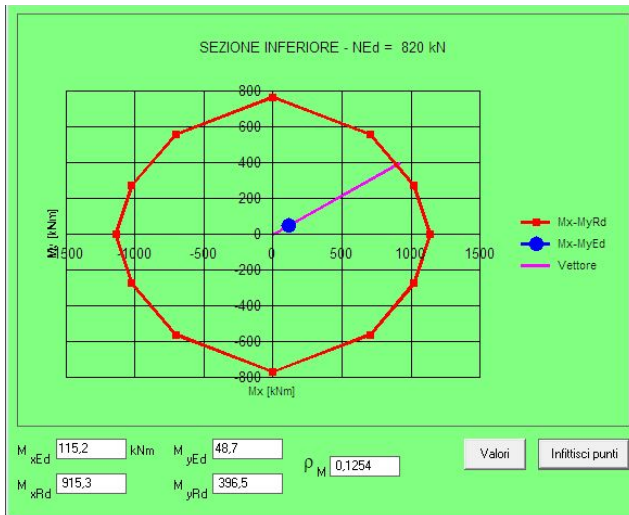 SEZIONE INFERIORE - NEd = 820 kN
800
600
400
200
0
-200
-400
-600
-800
-1500 -1000 -500 0 500 1000 1500
My [kNm]
Mx [kNm]
Mx-MyRd
Mx-MyEd
Vettore
M xEd 115,2 kNm M yEd 48,7
M xRd 915,3 M yRd 396,5
ρ M 0,1254
Valori
Infittisci punti